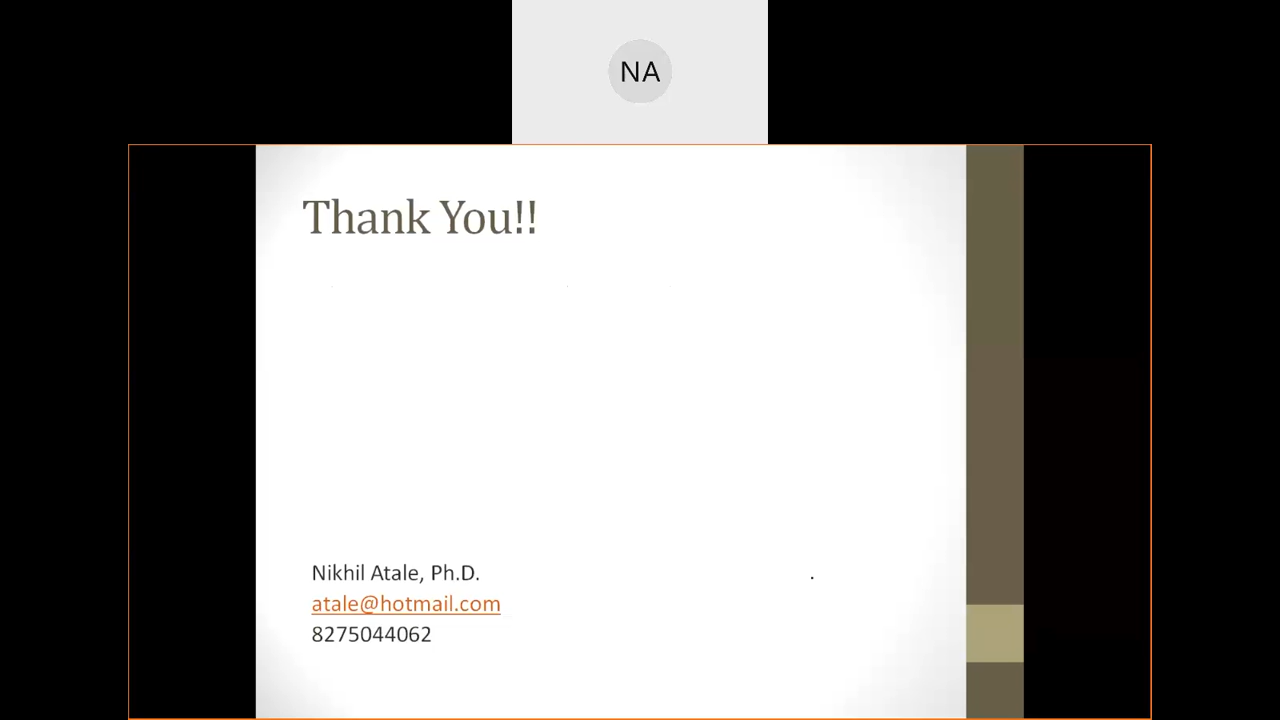 NA
Thank You!!
Nikhil Atale, Ph.D.
atale@hotmail.com
8275044062